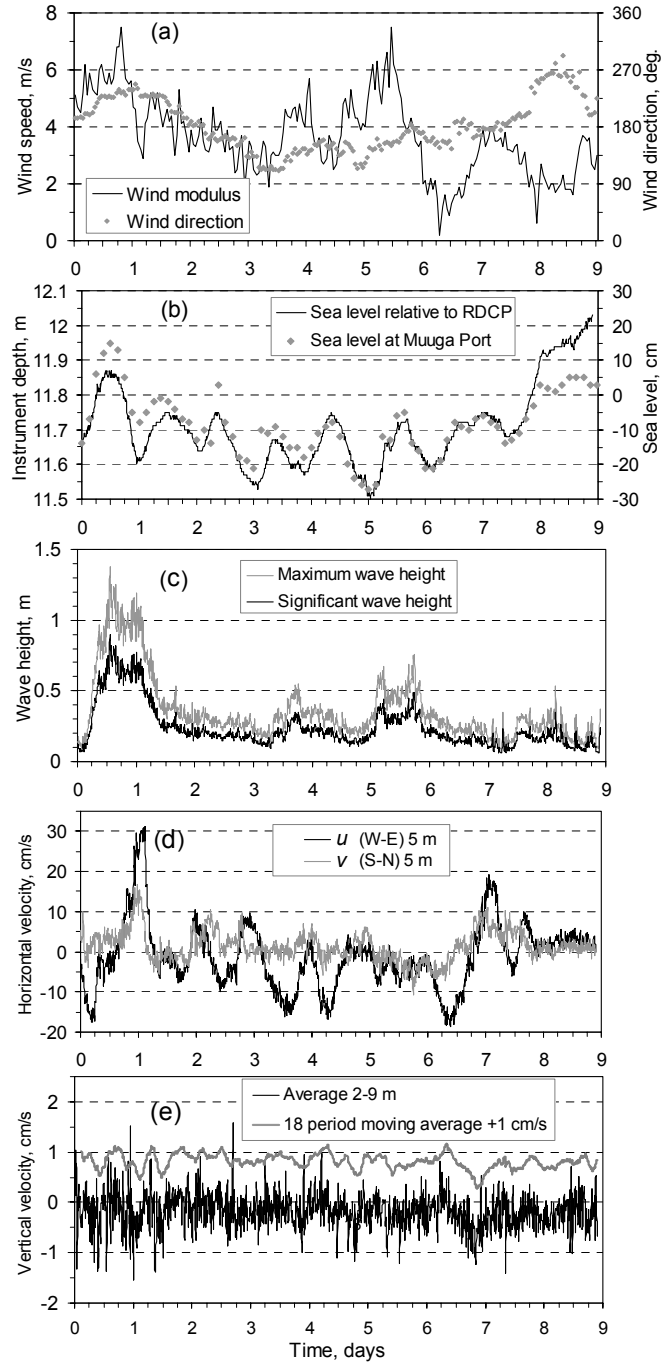 (a)
Wind speed, m/s
8
6
4
2
0
Wind modulus
Wind direction
360
270
180
90
0
Wind direction, deg.
0 1 2 3 4 5 6 7 8 9
(b)
Instrument depth, m
12.1
12
11.9
11.8
11.7
11.6
11.5
Sea level relative to RDCP
Sea level at Muuga Port
30
20
10
0
-10
-20
-30
Sea level, cm
0 1 2 3 4 5 6 7 8 9
(c)
Wave height, m
1.5
1
0.5
0
Maximum wave height
Significant wave height
0 1 2 3 4 5 6 7 8 9
(d)
Horizontal velocity, cm/s
30
20
10
0
-10
-20
u (W-E) 5 m
v (S-N) 5 m
0 1 2 3 4 5 6 7 8 9
(e)
Vertical velocity, cm/s
2
1
0
-1
-2
Average 2-9 m
18 period moving average +1 cm/s
0 1 2 3 4 5 6 7 8 9
Time, days